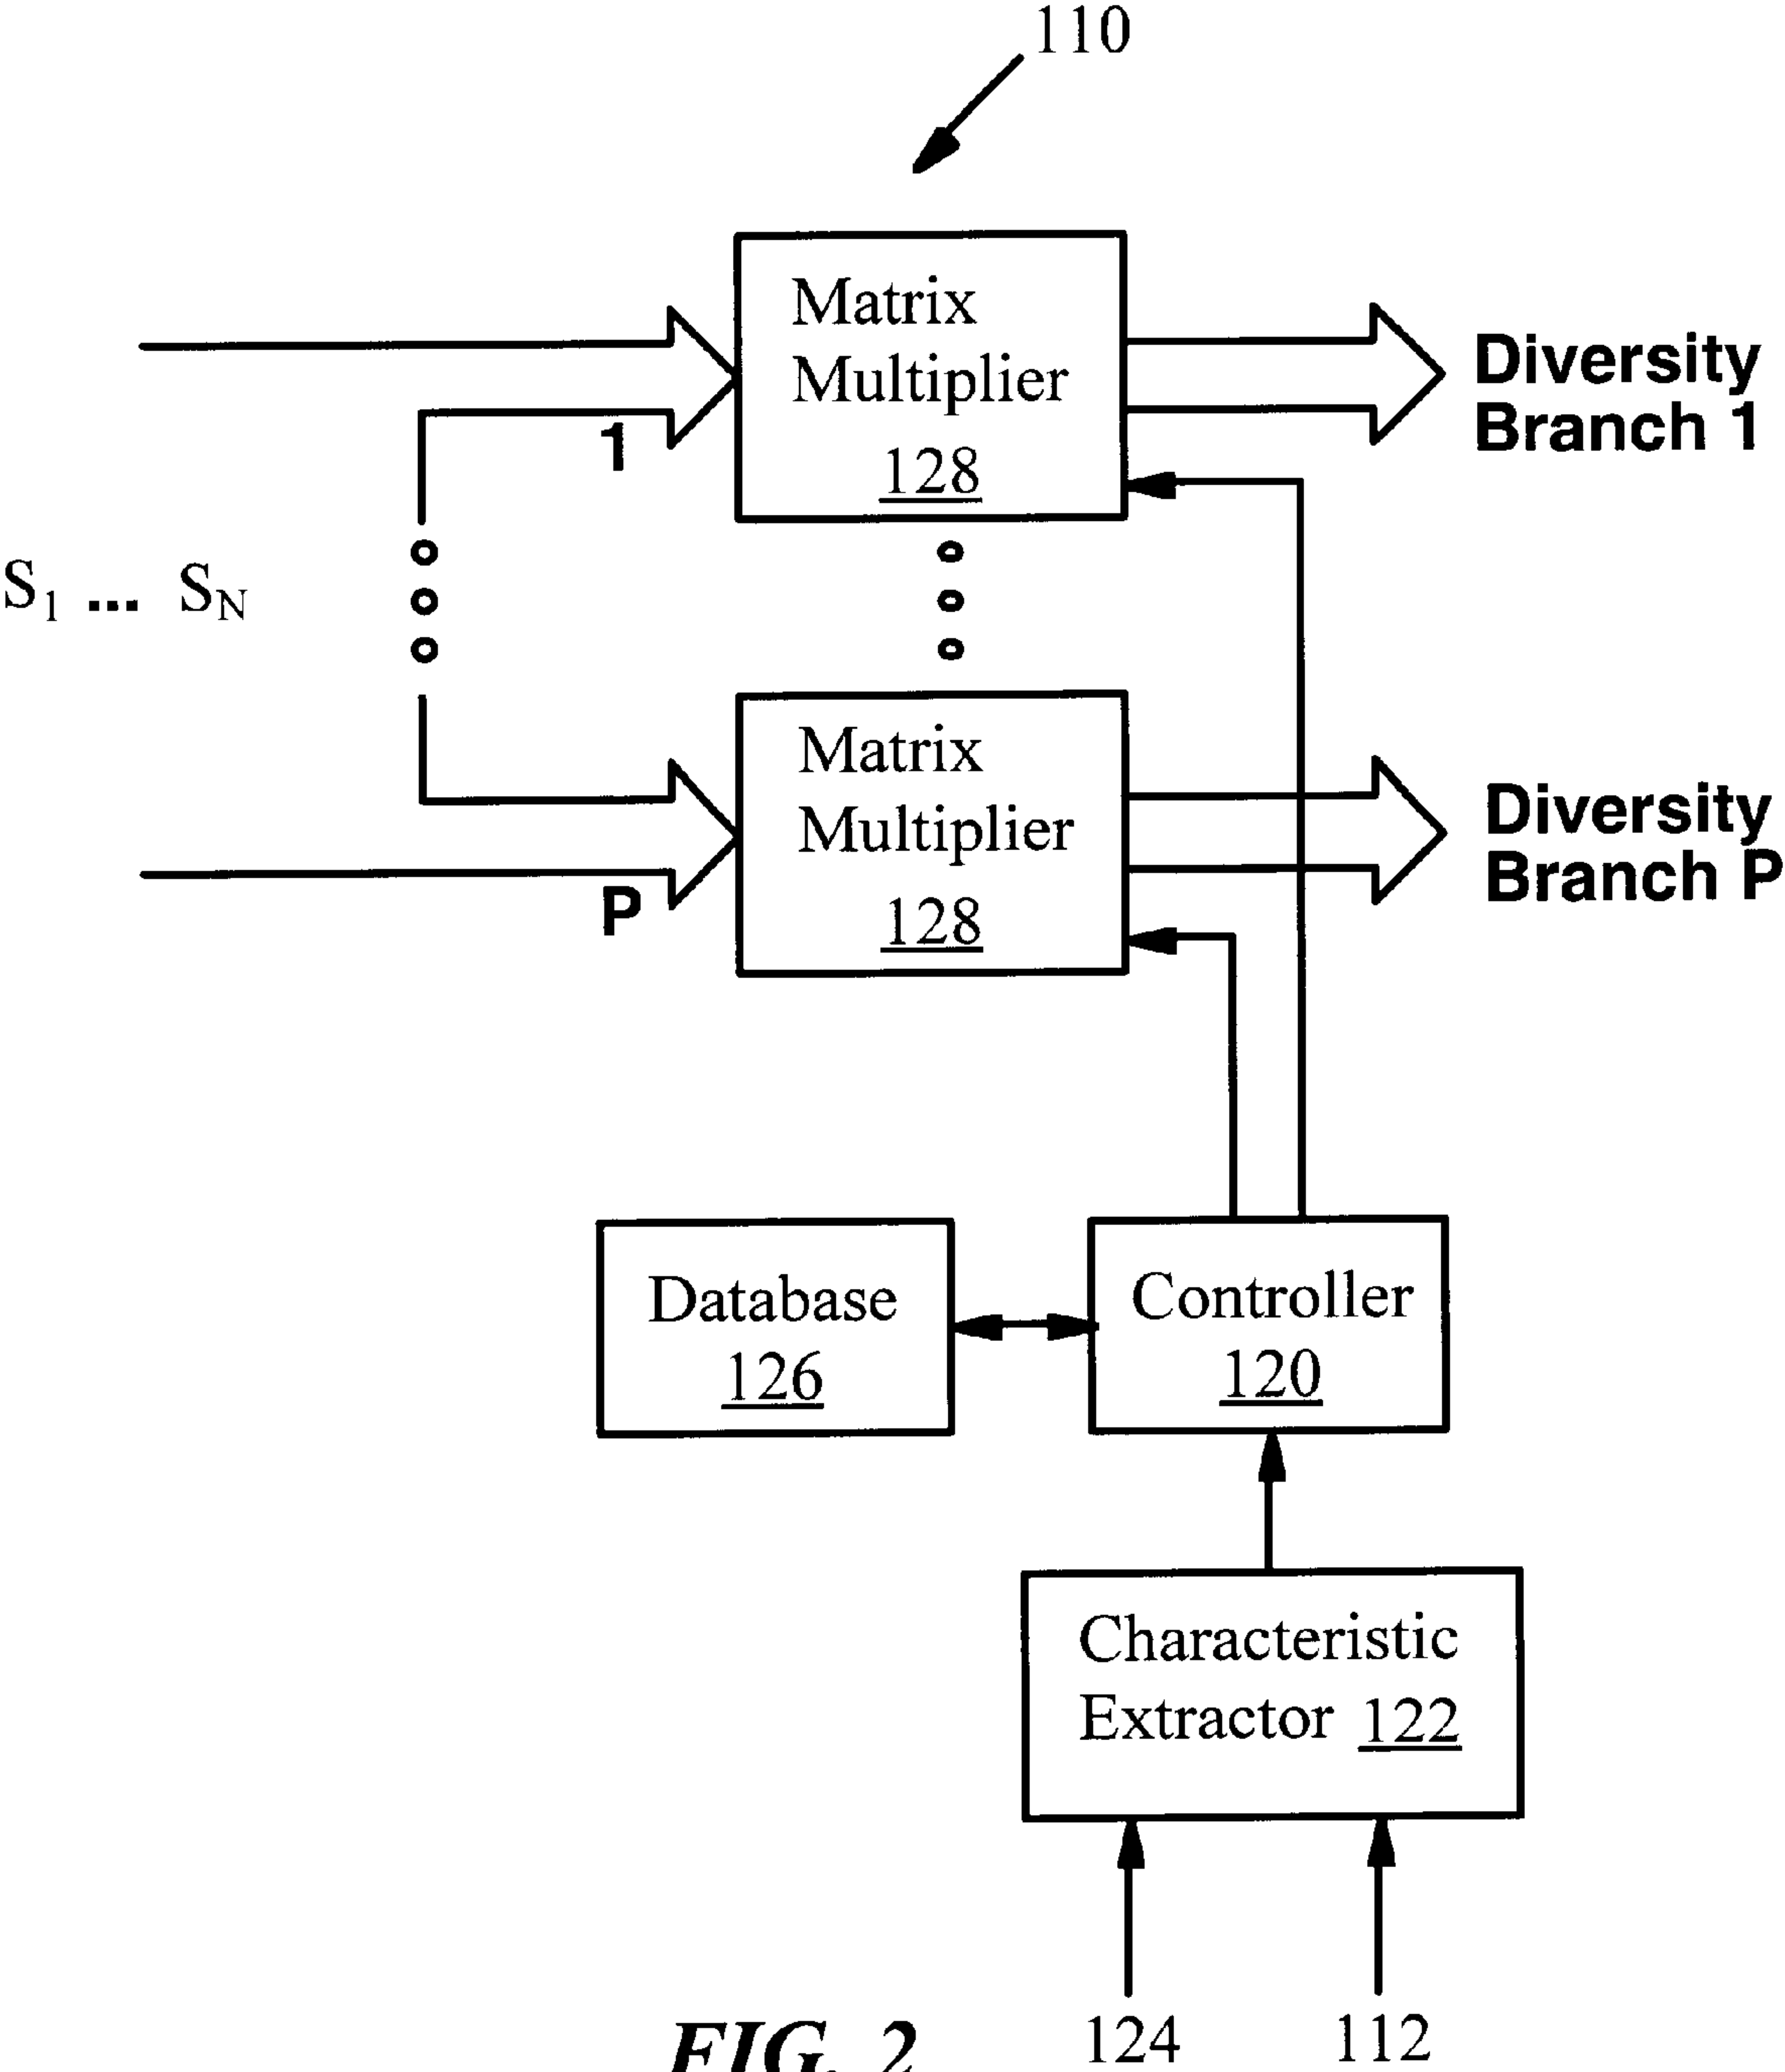 110
Matrix
Multiplier
128
Diversity
Branch 1
1
S1 ... SN
Matrix
Multiplier
128
Diversity
Branch P
P
Database
126
Controller
120
Characteristic
Extractor 122
124
112
FIG. 2